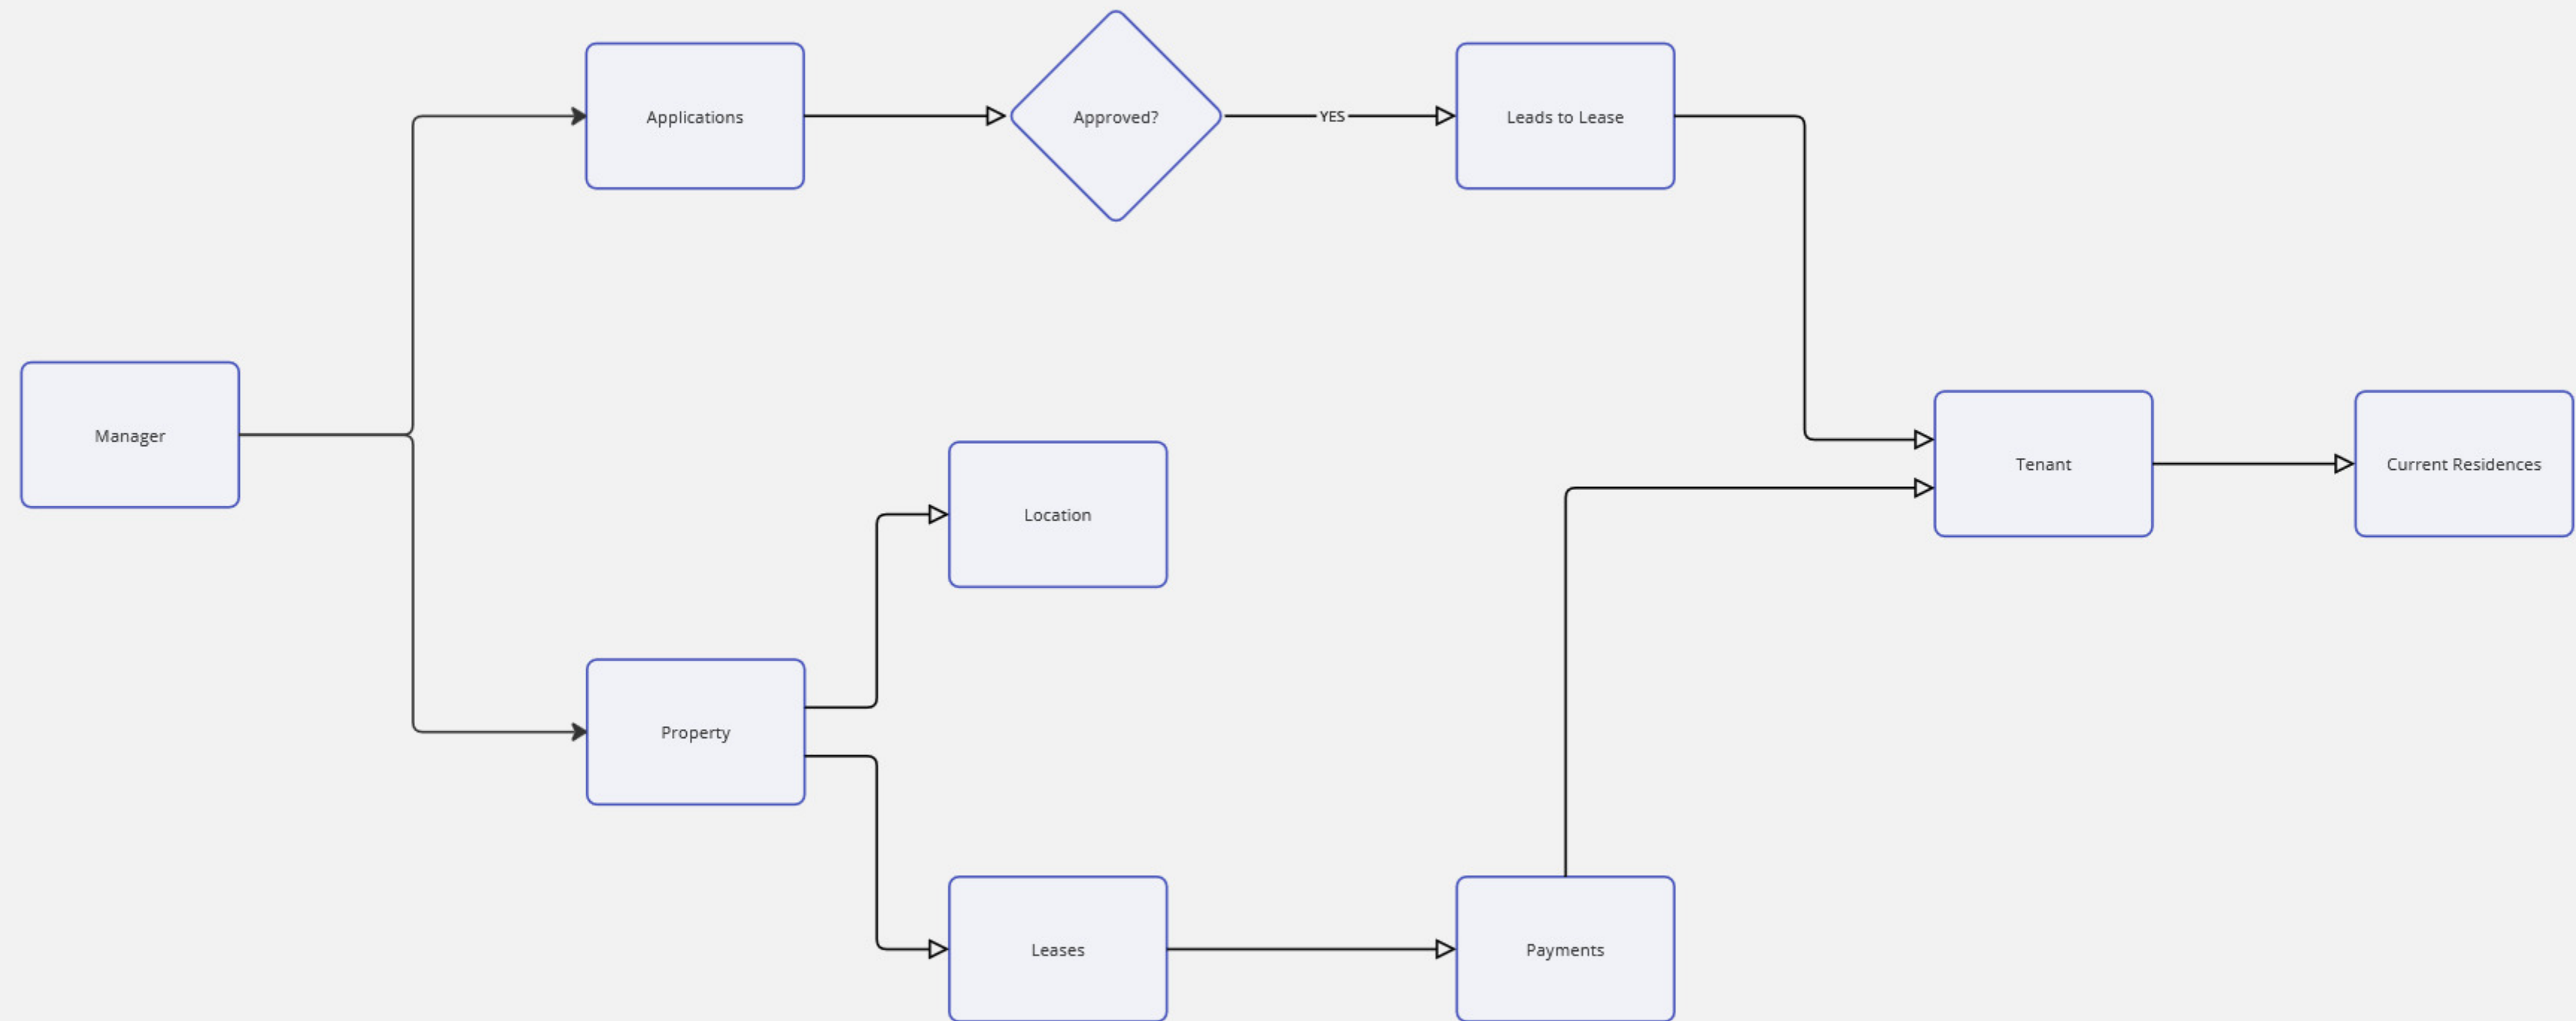 Applications
Approved?
YES
Leads to Lease
Manager
Location
Tenant
Current Residences
Property
Leases
Payments